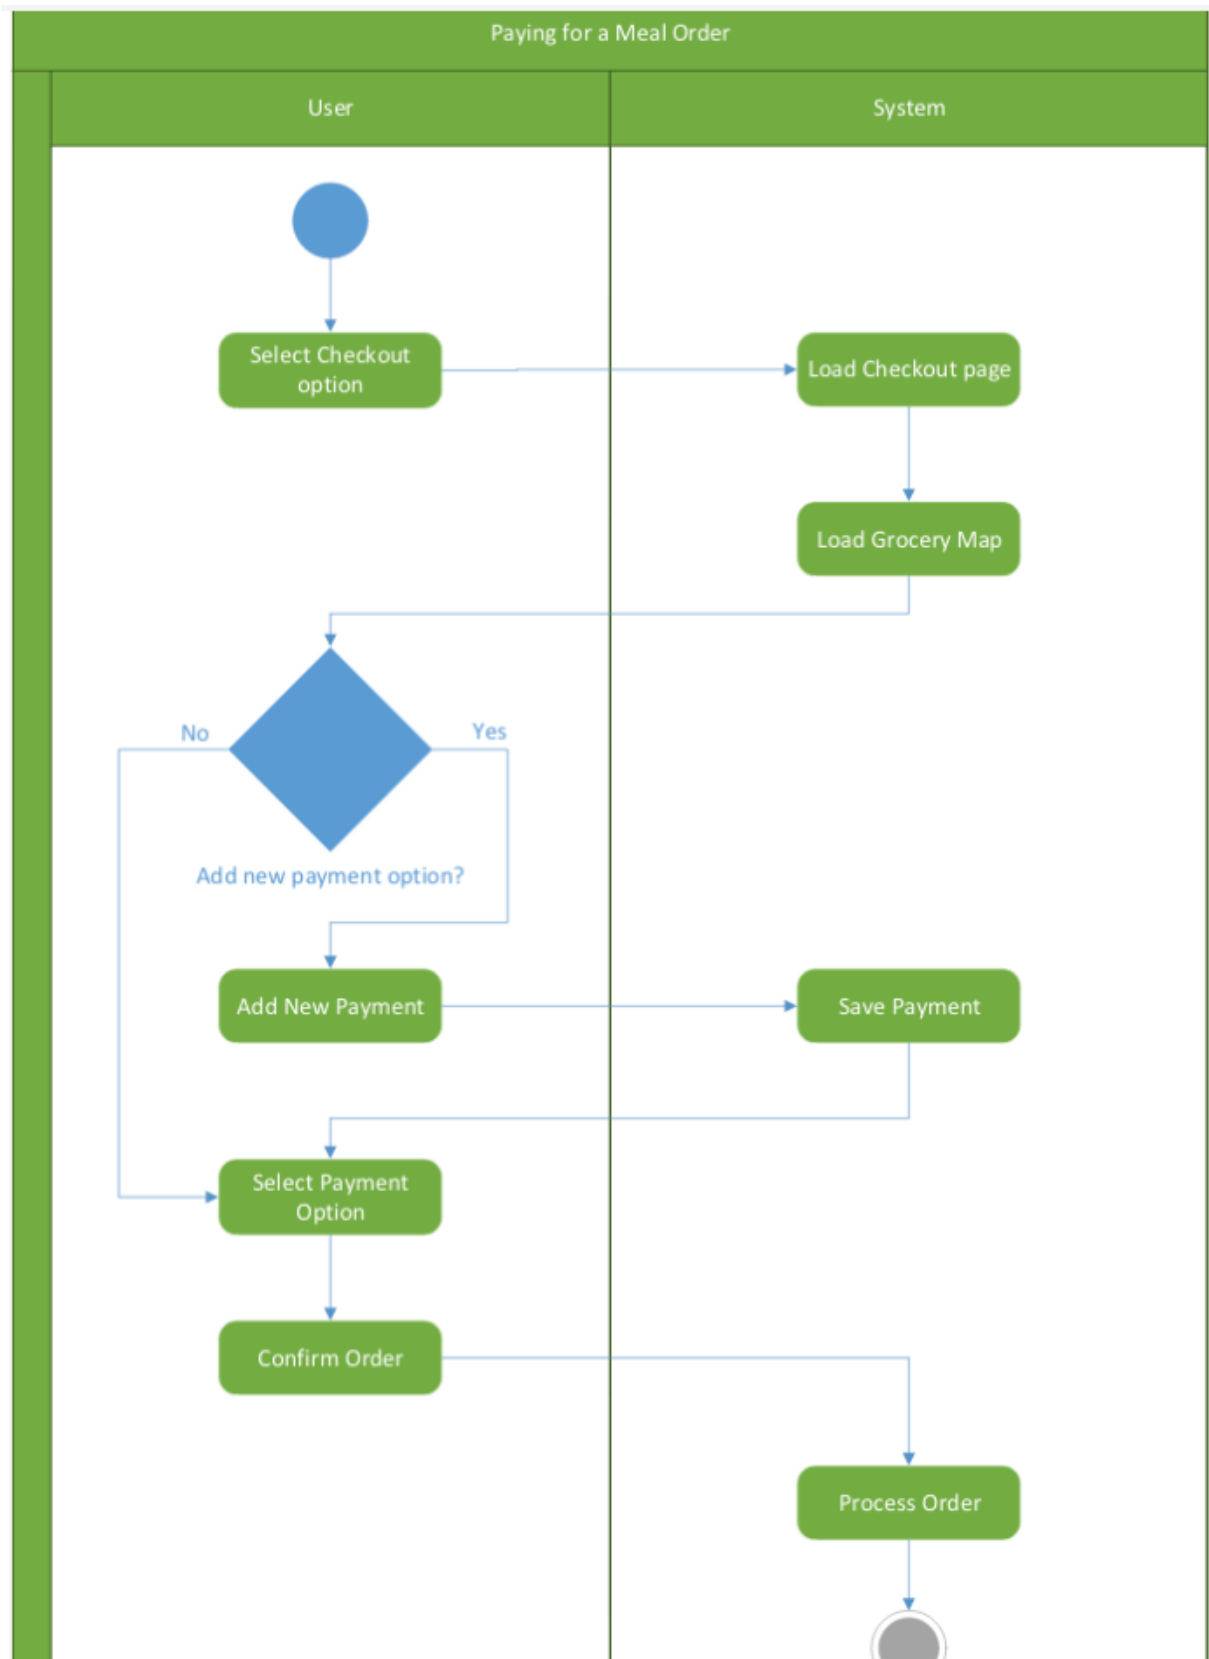 Paying for a Meal Order
User
System
Select Checkout
option
Load Checkout page
Load Grocery Map
No
Yes
Add new payment option?
Add New Payment
Save Payment
Select Payment
Option
Confirm Order
Process Order